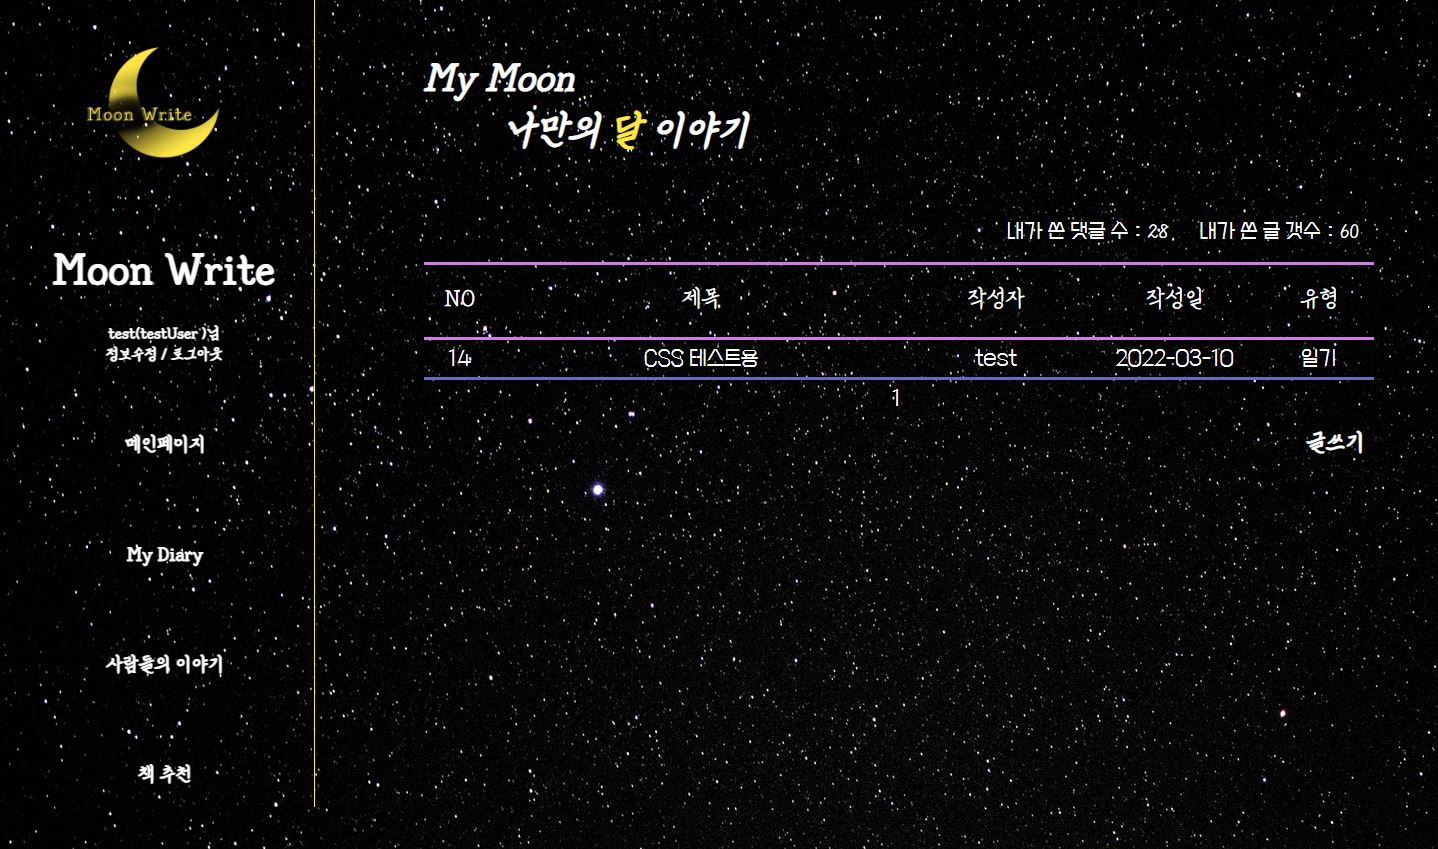 Moon Write
Moon Write
test(testUser )님
정보수정 / 로그아웃
메인페이지
My Diary
사람들의 이야기
책 추천
My Moon
나만의 달 이야기
내가 쓴 댓글 수 : 28 내가 쓴 글 갯수 : 60
NO 제목 작성자 작성일 유형
14 CSS 테스트용 test 2022-03-10 일기
1
글쓰기